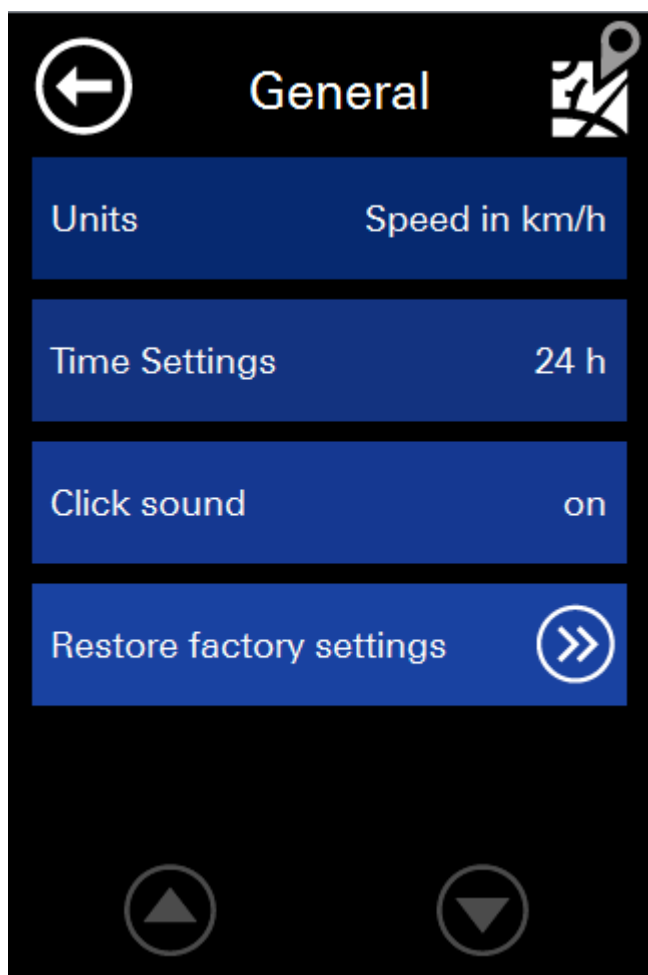 General
Units Speed in km/h
Time Settings 24 h
Click sound on
Restore factory settings